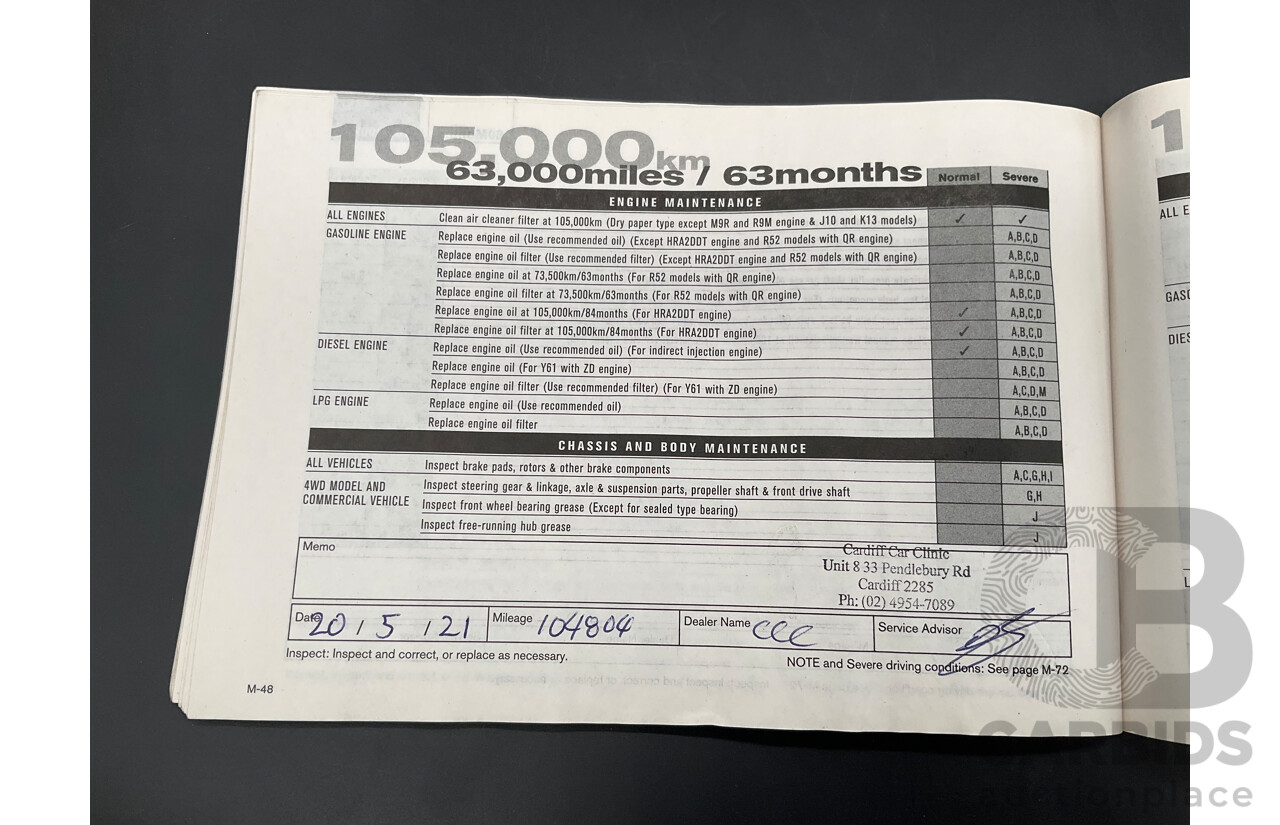 105,000km
63,000miles / 63months
Normal Severe
ENGINE MAINTENANCE
ALL ENGINES Clean air cleaner filter at 105,000km (Dry paper type except M9R and R9M engine & J10 and K13 models) ✓ ✓
GASOLINE ENGINE Replace engine oil (Use recommended oil) (Except HRA2DDT engine and R52 models with QR engine) A,B,C,D
Replace engine oil filter (Use recommended filter) (Except HRA2DDT engine and R52 models with QR engine) A,B,C,D
Replace engine oil at 73,500km/63months (For R52 models with QR engine) A,B,C,D
Replace engine oil filter at 73,500km/63months (For R52 models with QR engine) A,B,C,D
Replace engine oil at 105,000km/84months (For HRA2DDT engine) ✓ A,B,C,D
Replace engine oil filter at 105,000km/84months (For HRA2DDT engine) ✓ A,B,C,D
DIESEL ENGINE Replace engine oil (Use recommended oil) (For indirect injection engine) ✓ A,B,C,D
Replace engine oil (For Y61 with ZD engine) A,B,C,D
Replace engine oil filter (Use recommended filter) (For Y61 with ZD engine) A,C,D,M
LPG ENGINE Replace engine oil (Use recommended oil) A,B,C,D
Replace engine oil filter A,B,C,D
CHASSIS AND BODY MAINTENANCE
ALL VEHICLES Inspect brake pads, rotors & other brake components A,C,G,H,I
4WD MODEL AND Inspect steering gear & linkage, axle & suspension parts, propeller shaft & front drive shaft G,H
COMMERCIAL VEHICLE Inspect front wheel bearing grease (Except for sealed type bearing) J
Inspect free-running hub grease J
Memo
Cardiff Car Clinic
Unit 8 33 Pendlebury Rd
Cardiff 2285
Ph: (02) 4954-7089
Date 20 / 5 / 21 Mileage 104804 Dealer Name CCC Service Advisor
Inspect: Inspect and correct, or replace as necessary.
NOTE and Severe driving conditions: See page M-72
M-48
1
ALL E
DIES
CARBIDS
auctionplace